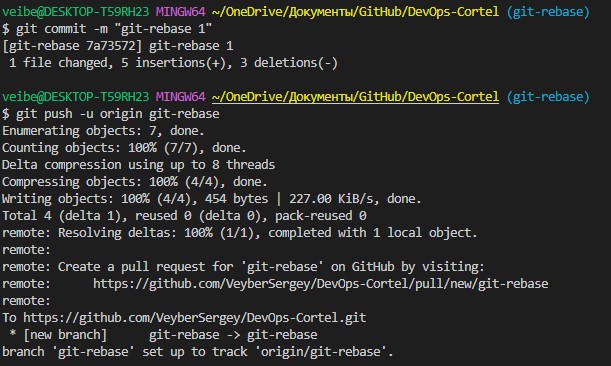 veibe@DESKTOP-T59RH23 MINGW64 ~/OneDrive/Документы/GitHub/DevOps-Cortel (git-rebase)
$ git commit -m "git-rebase 1"
[git-rebase 7a73572] git-rebase 1
 1 file changed, 5 insertions(+), 3 deletions(-)

veibe@DESKTOP-T59RH23 MINGW64 ~/OneDrive/Документы/GitHub/DevOps-Cortel (git-rebase)
$ git push -u origin git-rebase
Enumerating objects: 7, done.
Counting objects: 100% (7/7), done.
Delta compression using up to 8 threads
Compressing objects: 100% (4/4), done.
Writing objects: 100% (4/4), 454 bytes | 227.00 KiB/s, done.
Total 4 (delta 1), reused 0 (delta 0), pack-reused 0
remote: Resolving deltas: 100% (1/1), completed with 1 local object.
remote:
remote: Create a pull request for 'git-rebase' on GitHub by visiting:
remote:      https://github.com/VeyberSergey/DevOps-Cortel/pull/new/git-rebase
remote:
To https://github.com/VeyberSergey/DevOps-Cortel.git
 * [new branch]      git-rebase -> git-rebase
branch 'git-rebase' set up to track 'origin/git-rebase'.